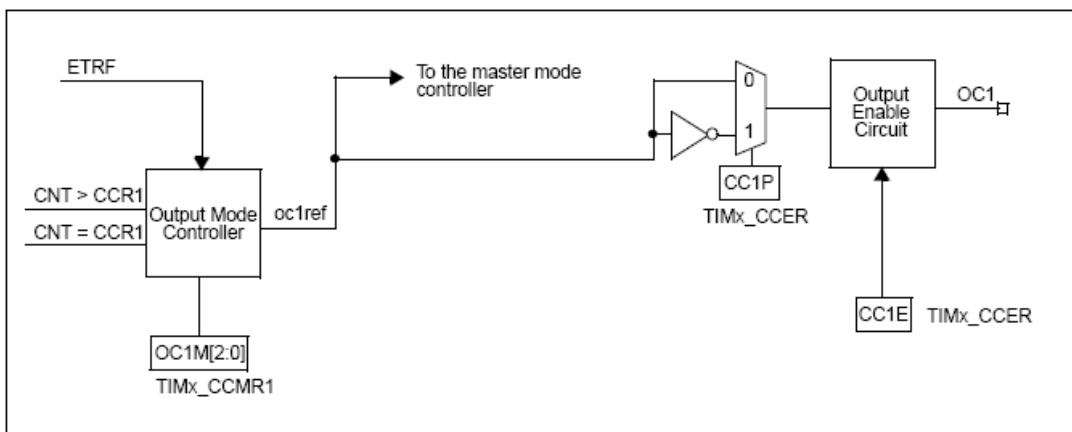 ETRF
To the master mode
controller
0
1
Output
Enable
Circuit
OC1
CNT > CCR1
CNT = CCR1
Output Mode
Controller
oc1ref
CC1P
TIMx_CCER
CC1E
TIMx_CCER
OC1M[2:0]
TIMx_CCMR1